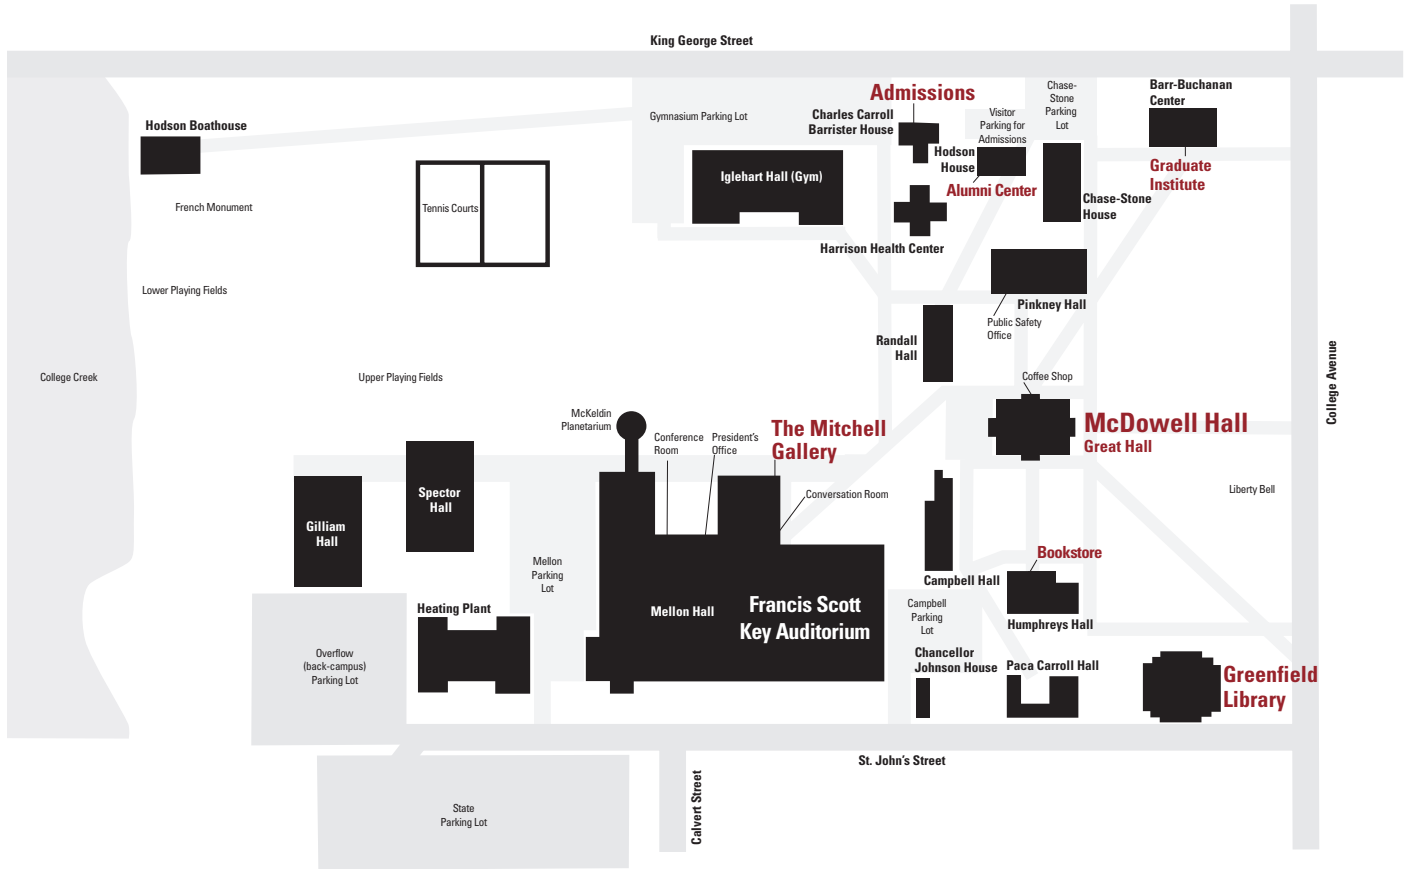 King George Street
Admissions
Charles Carroll
Barrister House
Gymnasium Parking Lot
Visitor
Parking for
Admissions
Chase-
Stone
Parking
Lot
Barr-Buchanan
Center
Hodson Boathouse
Hodson
House
Iglehart Hall (Gym)
Alumni Center
Graduate
Institute
Chase-Stone
House
French Monument
Tennis Courts
Harrison Health Center
Lower Playing Fields
Pinkney Hall
Public Safety
Office
Randall
Hall
College Creek
Upper Playing Fields
Coffee Shop
College Avenue
McKeldin
Planetarium
Conference
Room
President's
Office
The Mitchell
Gallery
McDowell Hall
Great Hall
Spector
Hall
Conversation Room
Liberty Bell
Gilliam
Hall
Mellon
Parking
Lot
Bookstore
Campbell Hall
Heating Plant
Mellon Hall
Francis Scott
Key Auditorium
Campbell
Parking
Lot
Humphreys Hall
Overflow
(back-campus)
Parking Lot
Chancellor
Johnson House
Paca Carroll Hall
Greenfield
Library
St. John's Street
Calvert Street
State
Parking Lot